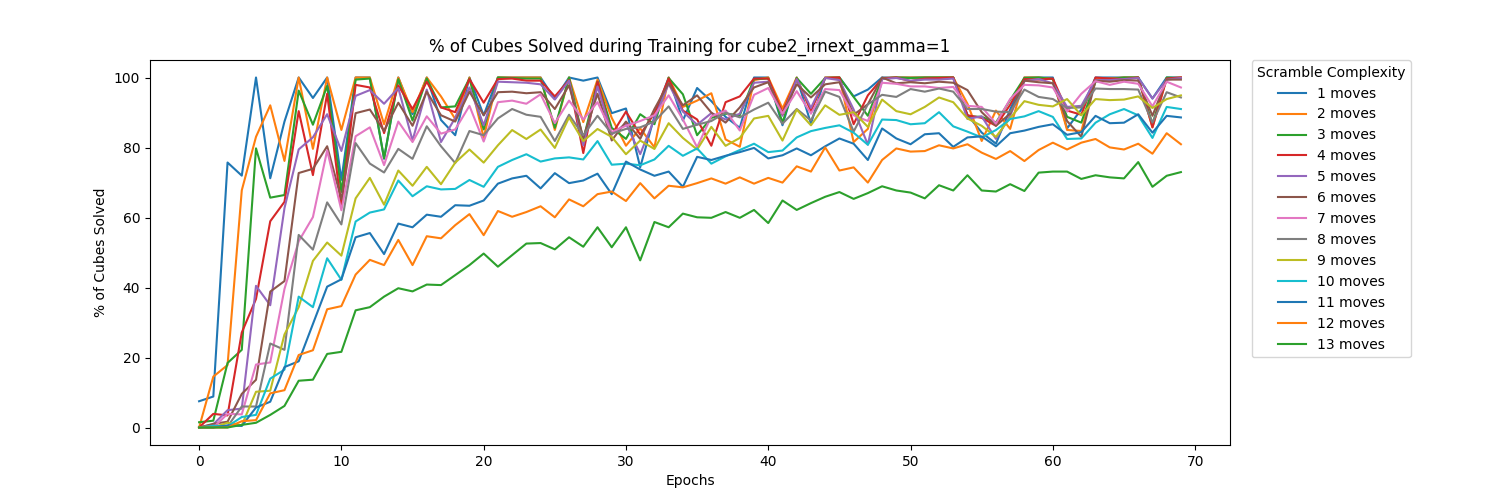 % of Cubes Solved during Training for cube2_irnext_gamma=1
% of Cubes Solved
100
80
60
40
20
0
0 10 20 30 40 50 60 70
Epochs
Scramble Complexity
1 moves
2 moves
3 moves
4 moves
5 moves
6 moves
7 moves
8 moves
9 moves
10 moves
11 moves
12 moves
13 moves